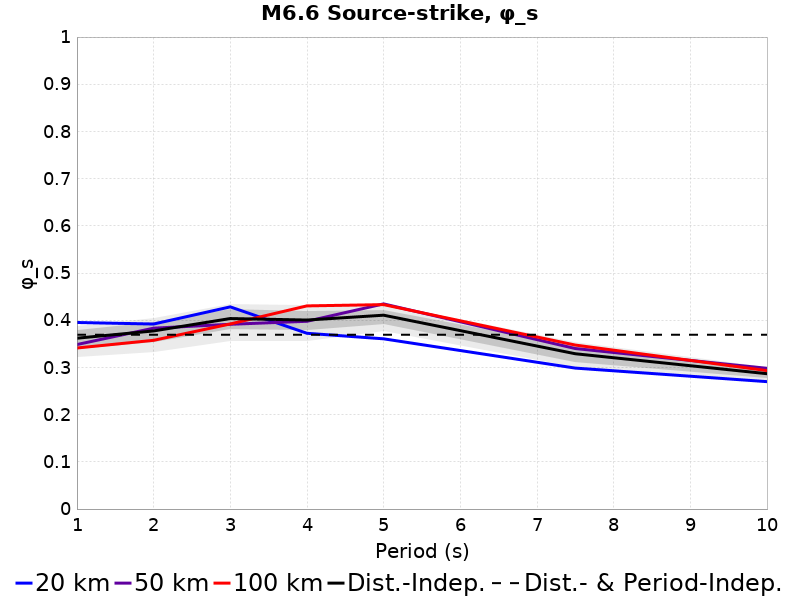 M6.6 Source-strike, φ_s
1
0.9
0.8
0.7
0.6
0.5
0.4
0.3
0.2
0.1
0
φ_s
1 2 3 4 5 6 7 8 9 10
Period (s)
20 km 50 km 100 km Dist.-Indep. Dist.- & Period-Indep.